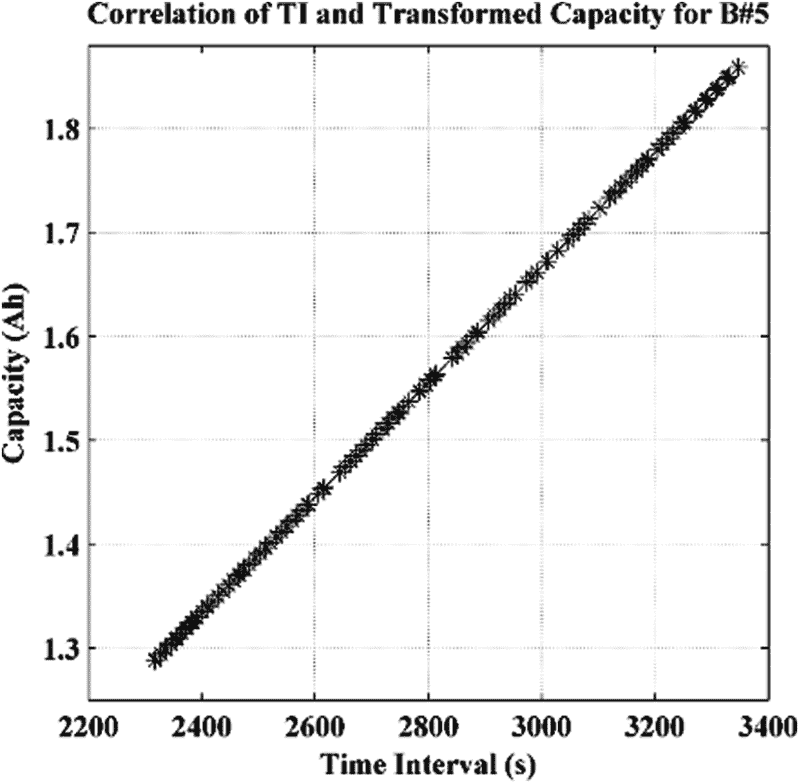 Correlation of TI and Transformed Capacity for B#5
Capacity (Ah)
1.8
1.7
1.6
1.5
1.4
1.3
2200 2400 2600 2800 3000 3200 3400
Time Interval (s)